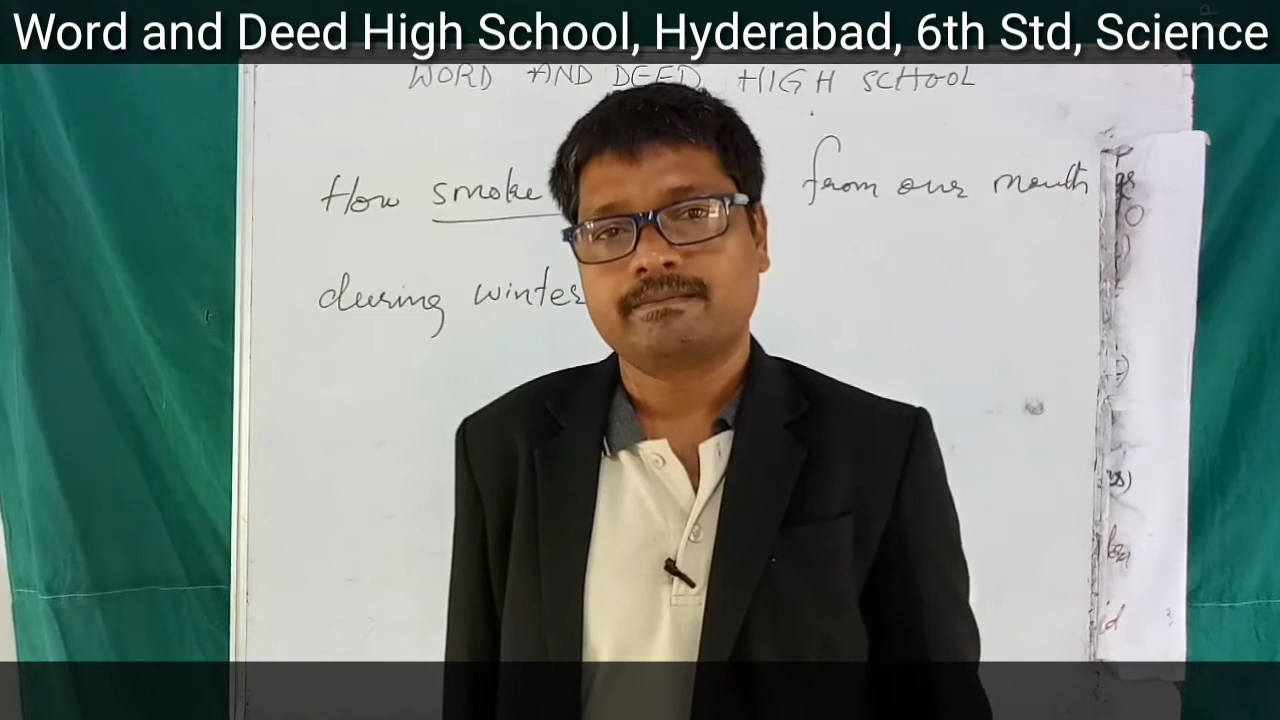 Word and Deed High School, Hyderabad, 6th Std, Science
WORD AND DEED HIGH SCHOOL
How smoke from our mouth
during winter